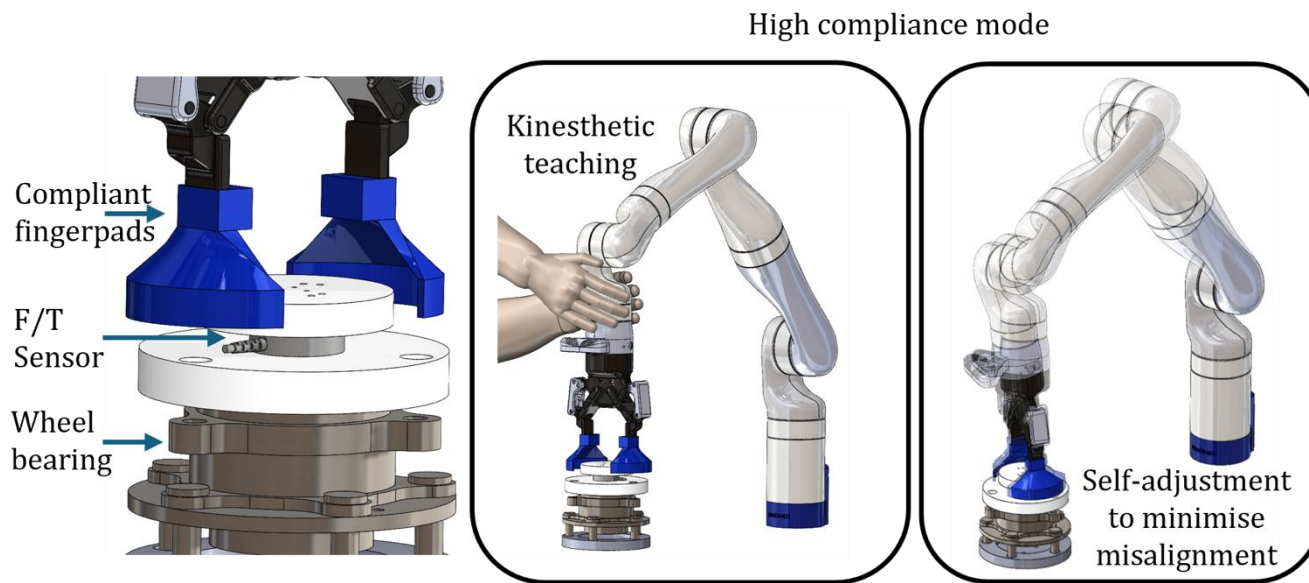 High compliance mode
Compliant
fingerpads
F/T
Sensor
Wheel
bearing
Kinesthetic
teaching
Self-adjustment
to minimise
misalignment